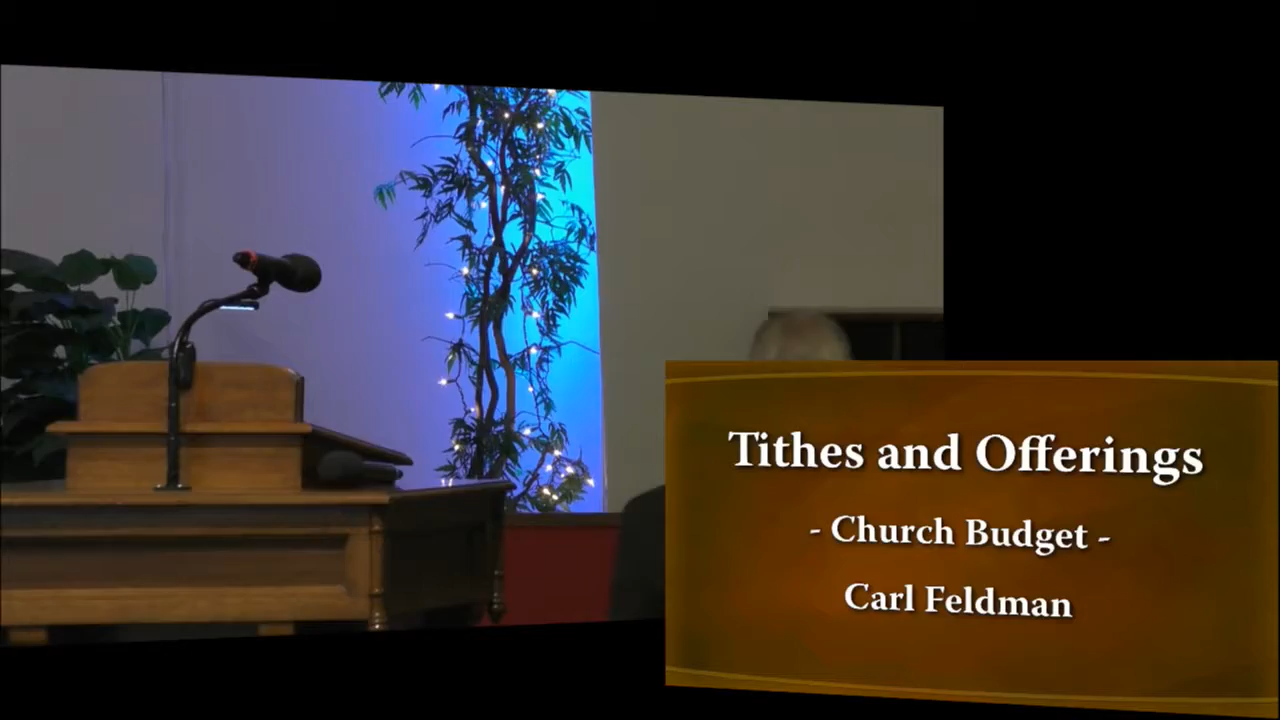 Tithes and Offerings
- Church Budget -
Carl Feldman